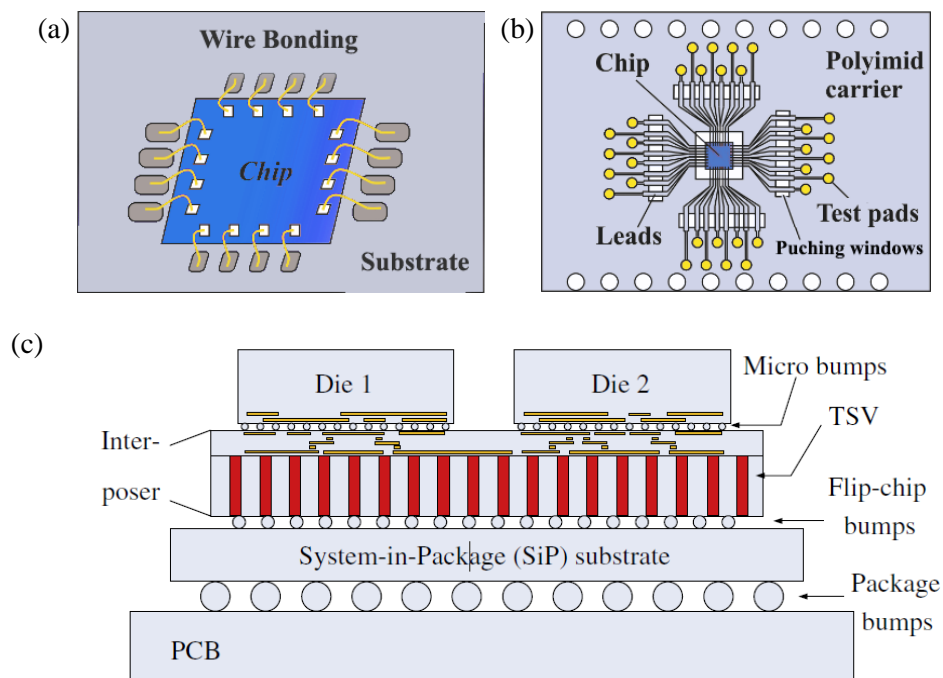 (a)
Wire Bonding
Chip
Substrate
(b)
Chip
Polyimid
carrier
Leads
Test pads
Puching windows
(c)
Die 1
Die 2
Micro bumps
TSV
Inter-
poser
Flip-chip
bumps
System-in-Package (SiP) substrate
Package
bumps
PCB